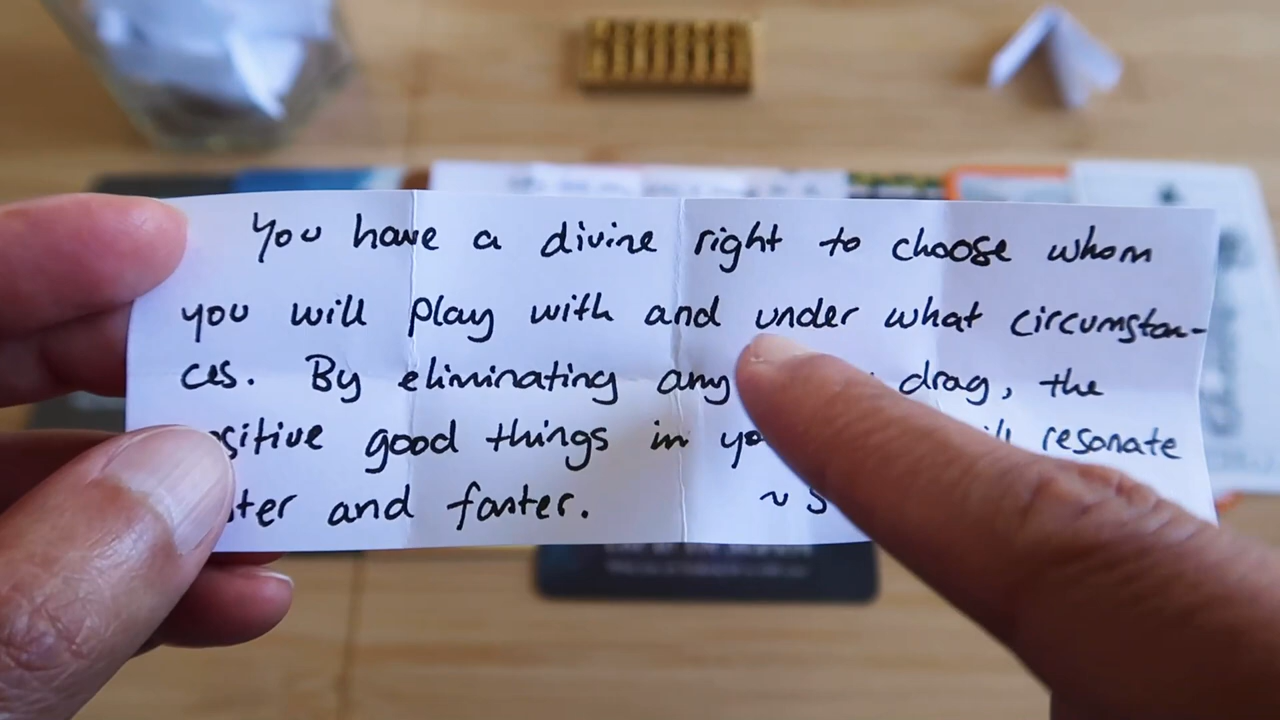 You have a divine right to choose whom
you will play with and under what circumstan-
ces. By eliminating any drag, the
good things in resonate
and faster.
~ S